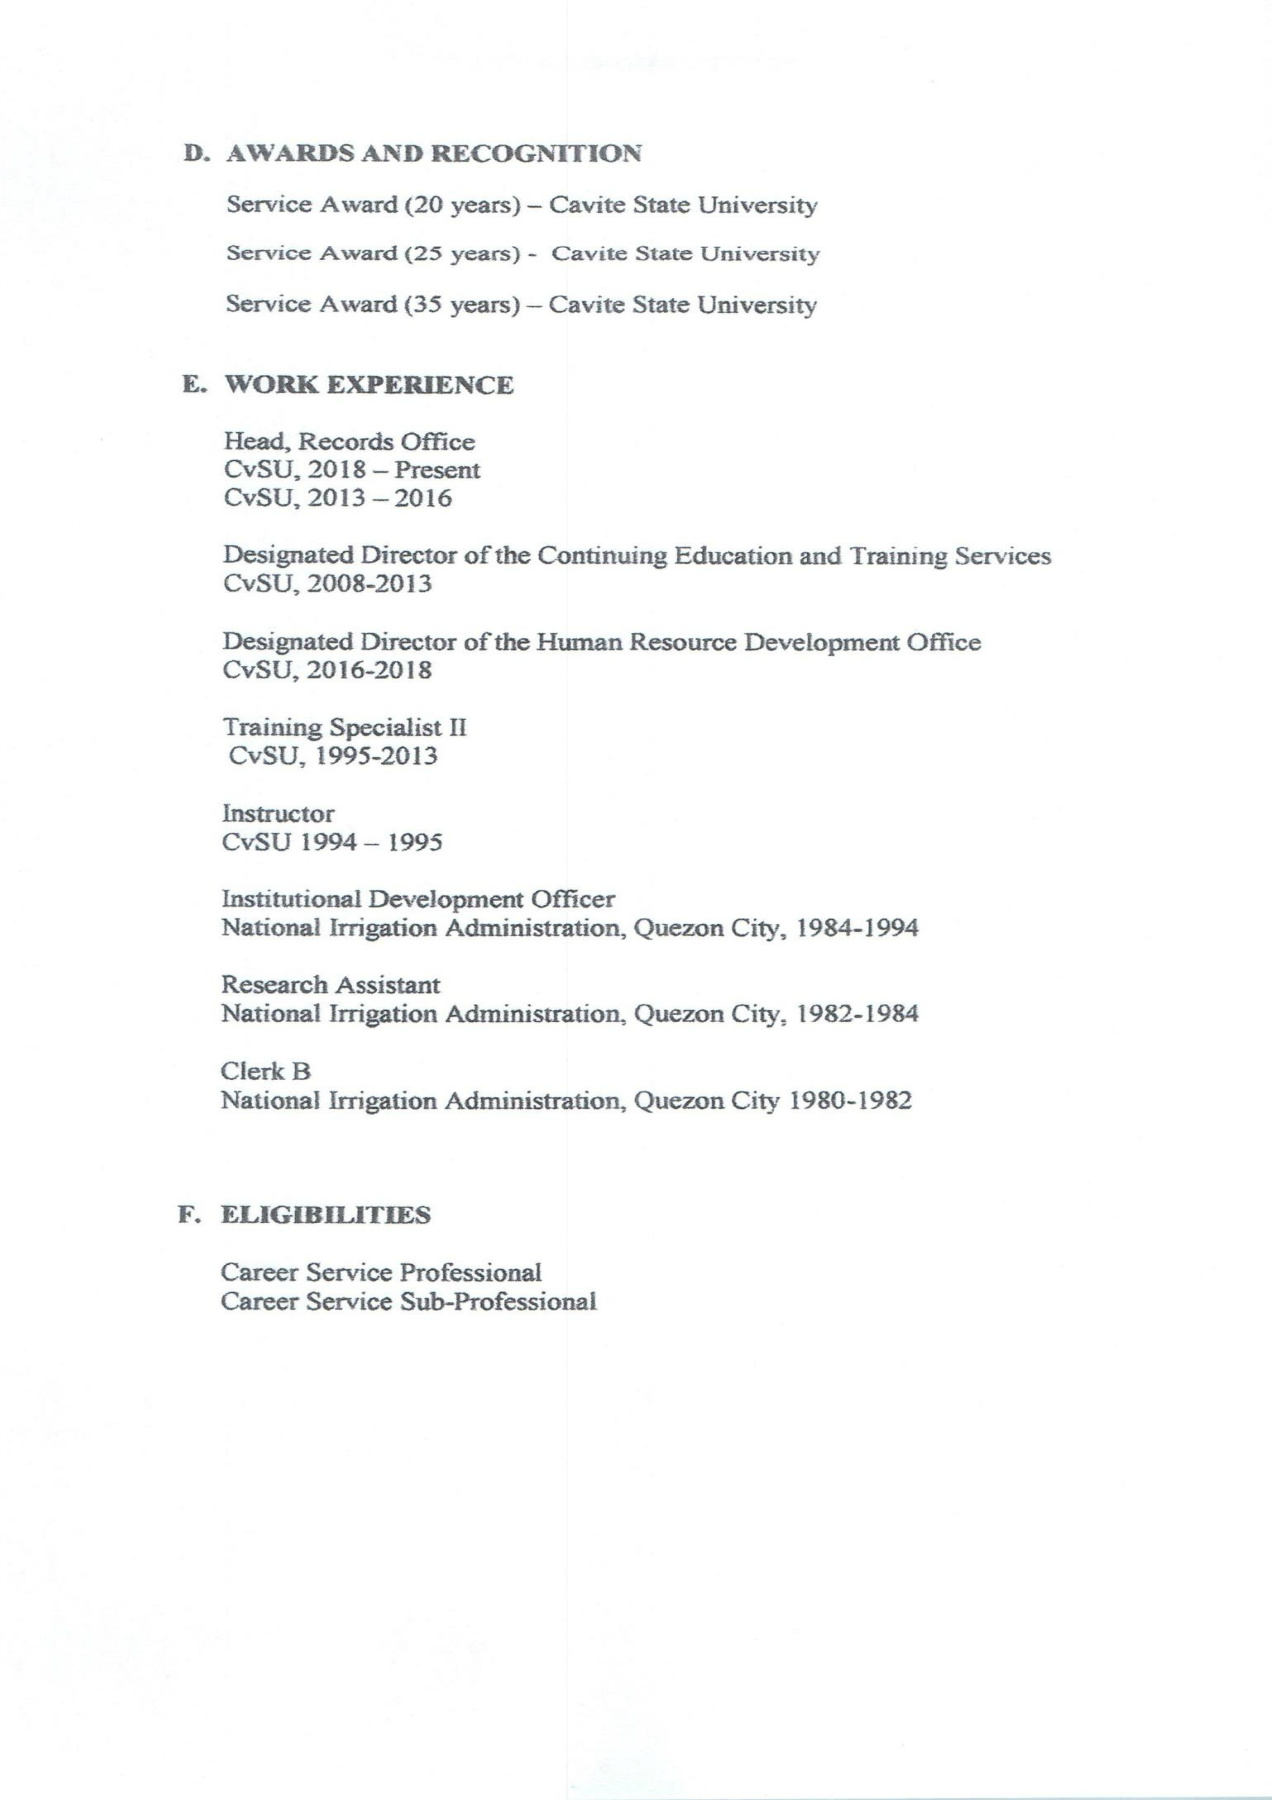 D. AWARDS AND RECOGNITION
Service Award (20 years) – Cavite State University
Service Award (25 years) - Cavite State University
Service Award (35 years) – Cavite State University
E. WORK EXPERIENCE
Head, Records Office
CvSU, 2018 – Present
CvSU, 2013 – 2016
Designated Director of the Continuing Education and Training Services
CvSU, 2008-2013
Designated Director of the Human Resource Development Office
CvSU, 2016-2018
Training Specialist II
CvSU, 1995-2013
Instructor
CvSU 1994 – 1995
Institutional Development Officer
National Irrigation Administration, Quezon City, 1984-1994
Research Assistant
National Irrigation Administration, Quezon City, 1982-1984
Clerk B
National Irrigation Administration, Quezon City 1980-1982
F. ELIGIBILITIES
Career Service Professional
Career Service Sub-Professional